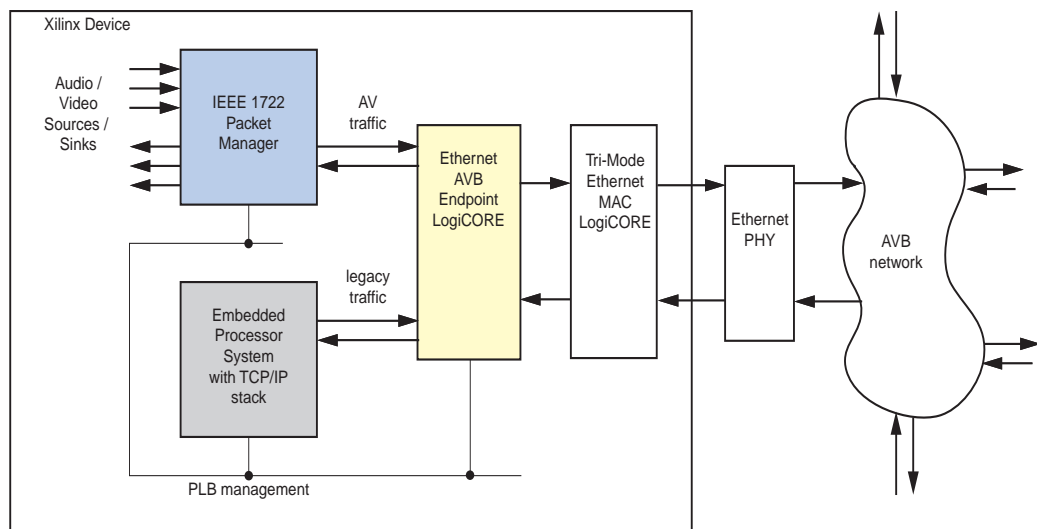 Xilinx Device
Audio /
Video
Sources /
Sinks
IEEE 1722
Packet
Manager
AV
traffic
Ethernet
AVB
Endpoint
LogiCORE
Tri-Mode
Ethernet
MAC
LogiCORE
Ethernet
PHY
AVB
network
legacy
traffic
Embedded
Processor
System
with TCP/IP
stack
PLB management